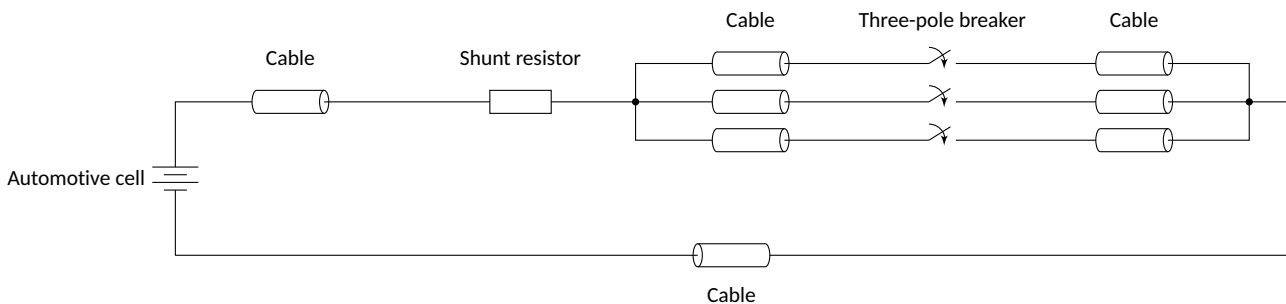 Cable
Three-pole breaker
Cable
Cable
Shunt resistor
Automotive cell
Cable